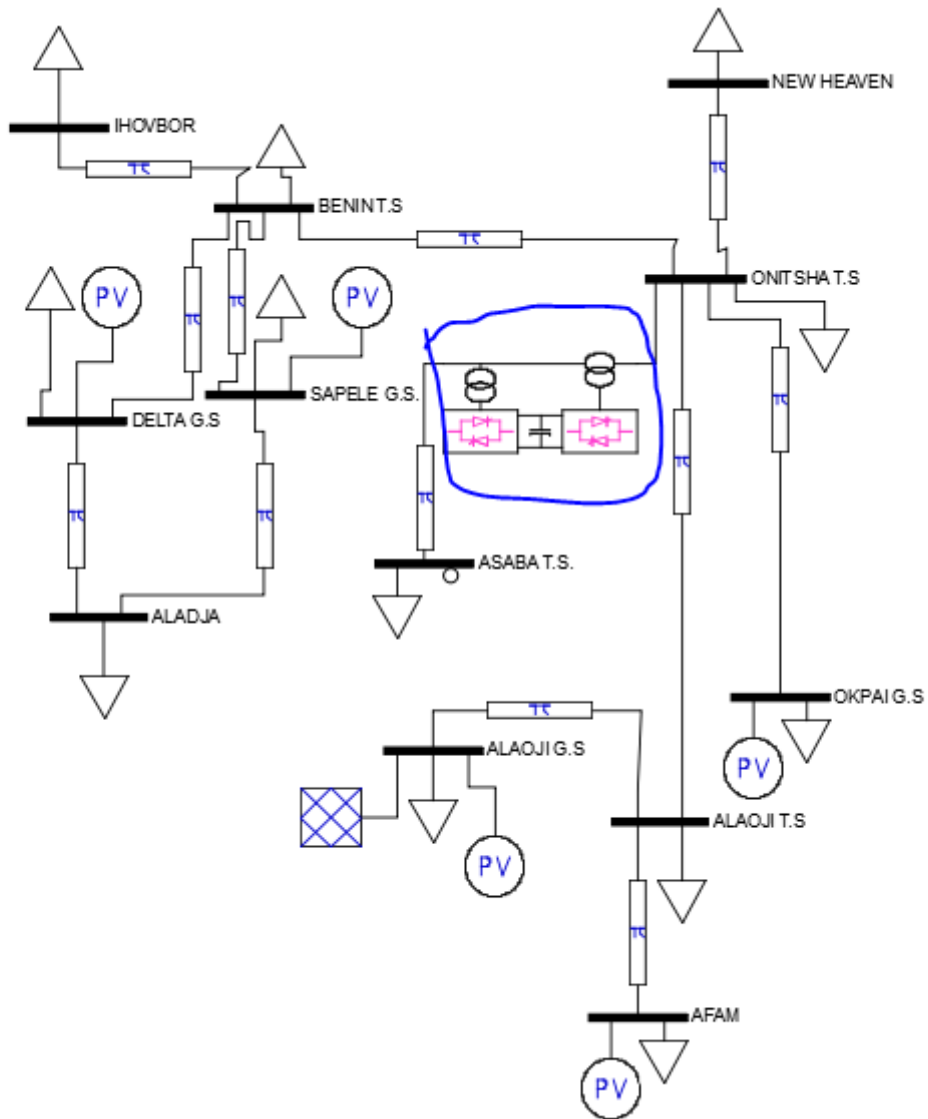 NEW HEAVEN
IHOVBOR
π
π
BENIN T.S
π
ONITSHA T.S
PV
PV
π
π
SAPELE G.S.
DELTA G.S
π
π
π
π
π
ASABA T.S.
ALADJA
OKPAI G.S
π
ALAOJI G.S
PV
ALAOJI T.S
PV
π
AFAM
PV